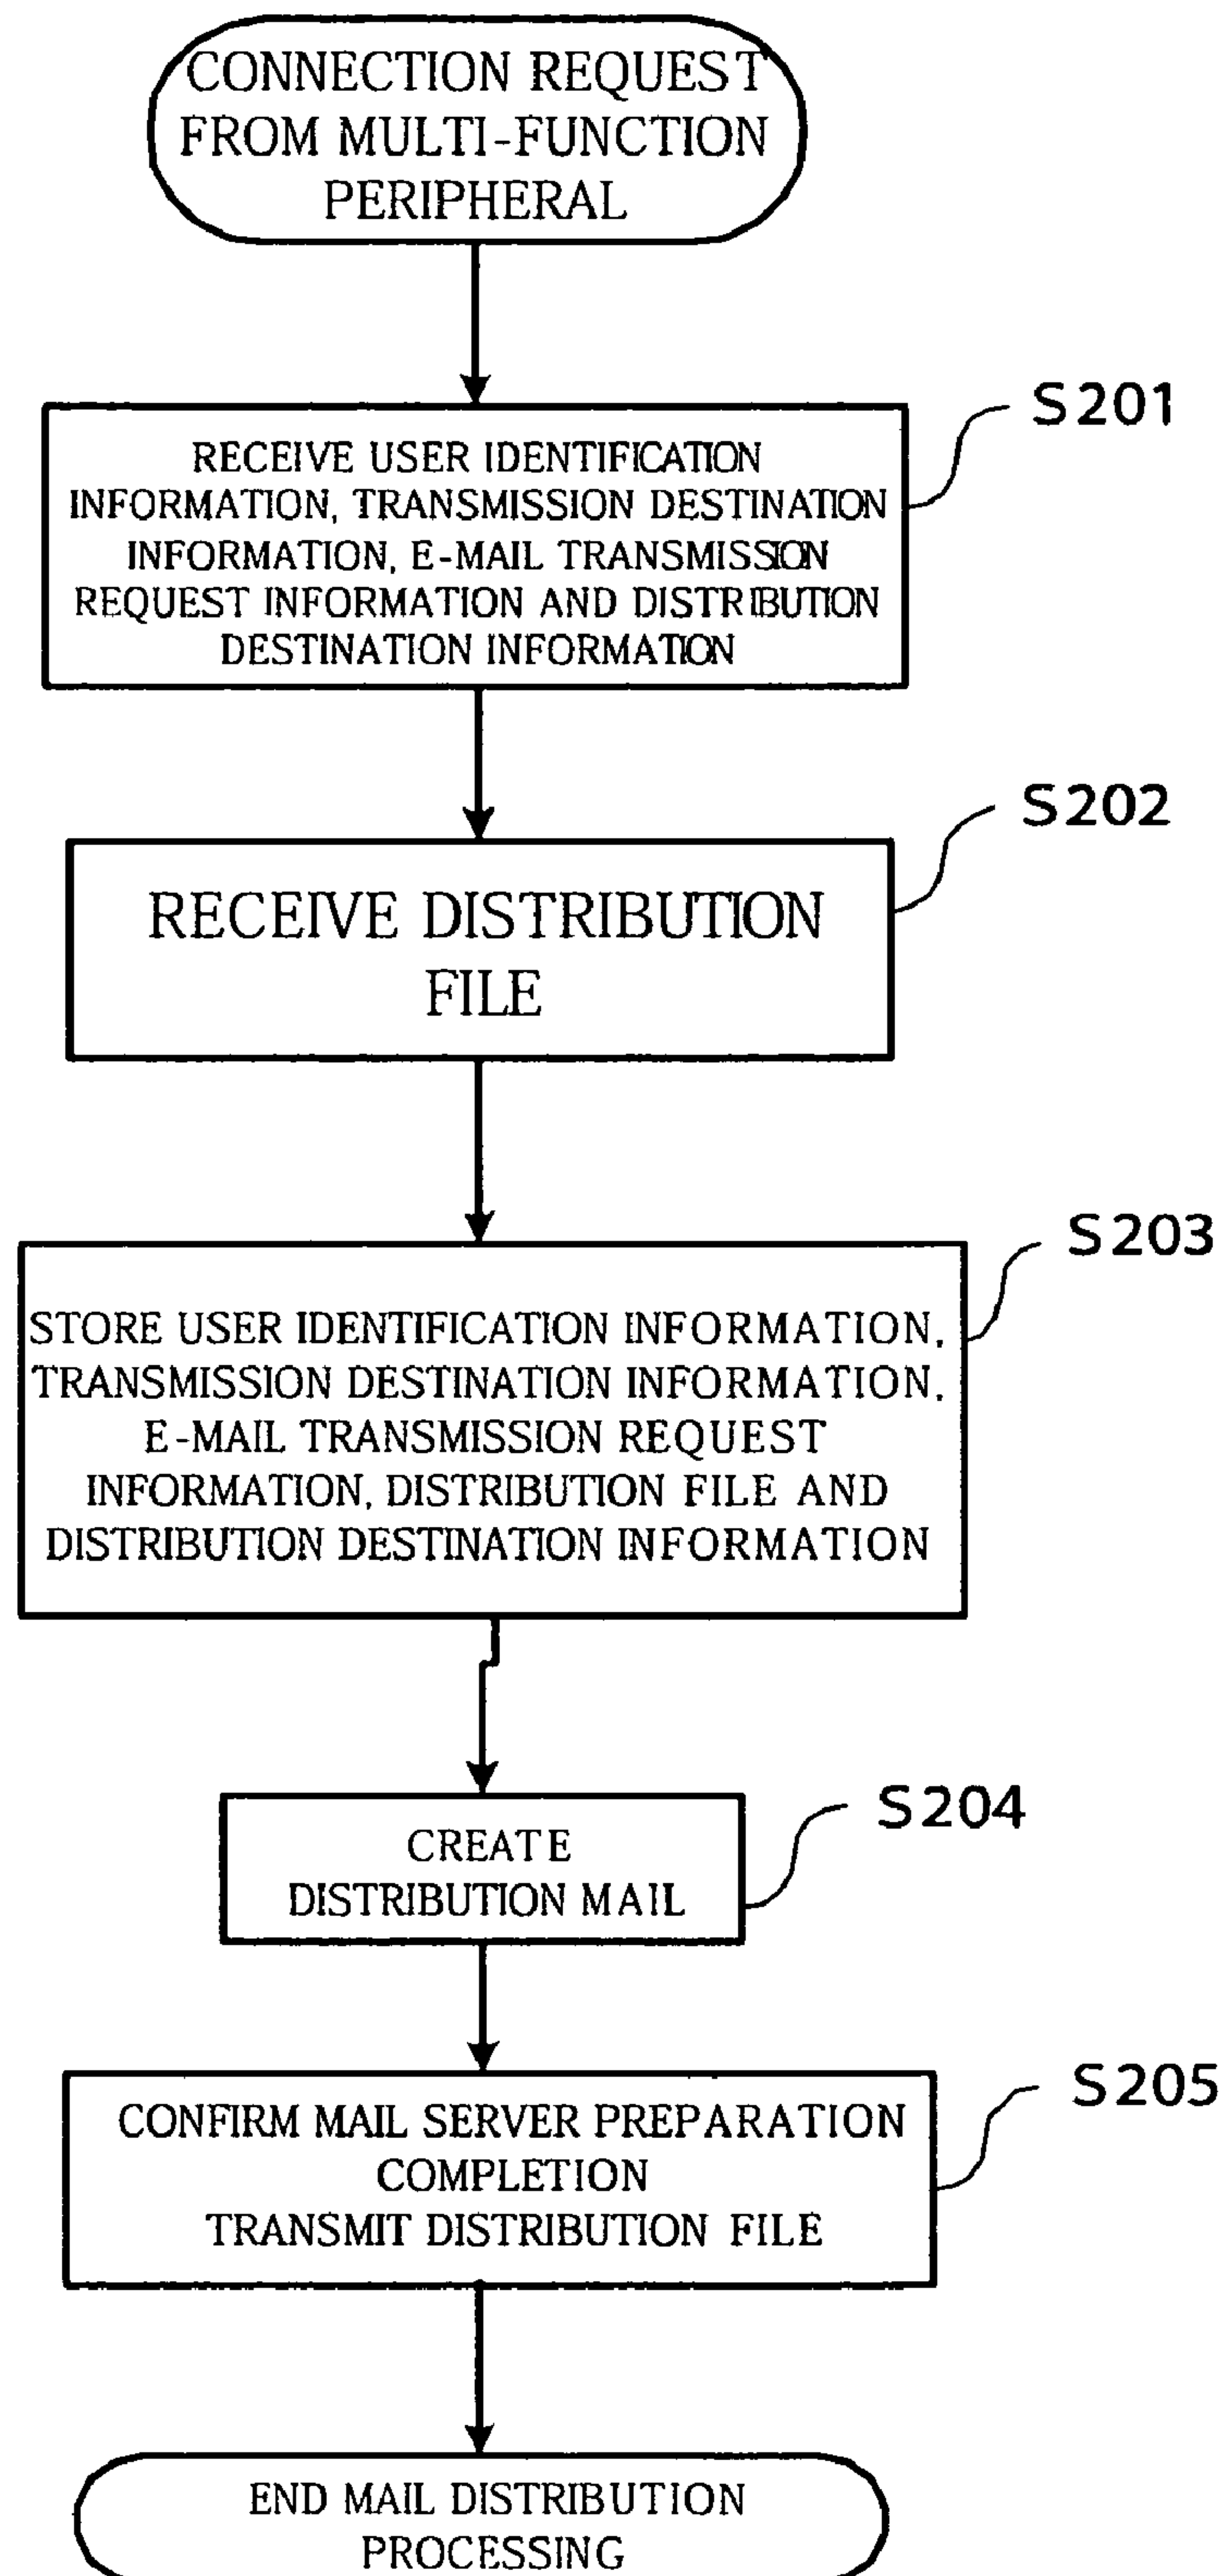 CONNECTION REQUEST
FROM MULTI-FUNCTION
PERIPHERAL
S201
RECEIVE USER IDENTIFICATION
INFORMATION, TRANSMISSION DESTINATION
INFORMATION, E-MAIL TRANSMISSION
REQUEST INFORMATION AND DISTRIBUTION
DESTINATION INFORMATION
S202
RECEIVE DISTRIBUTION
FILE
S203
STORE USER IDENTIFICATION INFORMATION,
TRANSMISSION DESTINATION INFORMATION,
E-MAIL TRANSMISSION REQUEST
INFORMATION, DISTRIBUTION FILE AND
DISTRIBUTION DESTINATION INFORMATION
S204
CREATE
DISTRIBUTION MAIL
S205
CONFIRM MAIL SERVER PREPARATION
COMPLETION
TRANSMIT DISTRIBUTION FILE
END MAIL DISTRIBUTION
PROCESSING